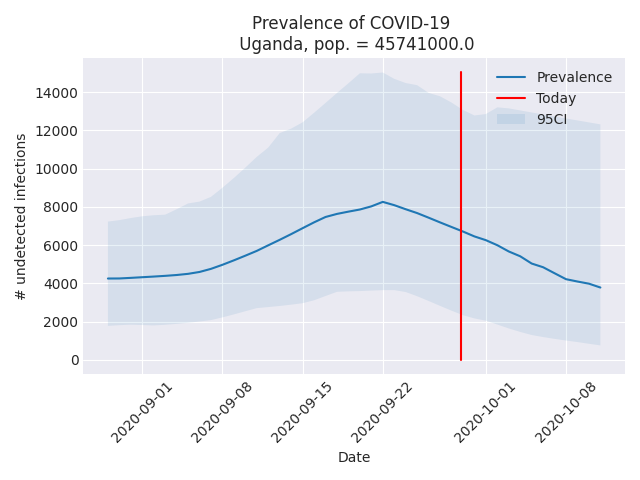 Prevalence of COVID-19
Uganda, pop. = 45741000.0
Prevalence
Today
95CI
# undetected infections
14000
12000
10000
8000
6000
4000
2000
0
2020-09-01
2020-09-08
2020-09-15
2020-09-22
2020-10-01
2020-10-08
Date